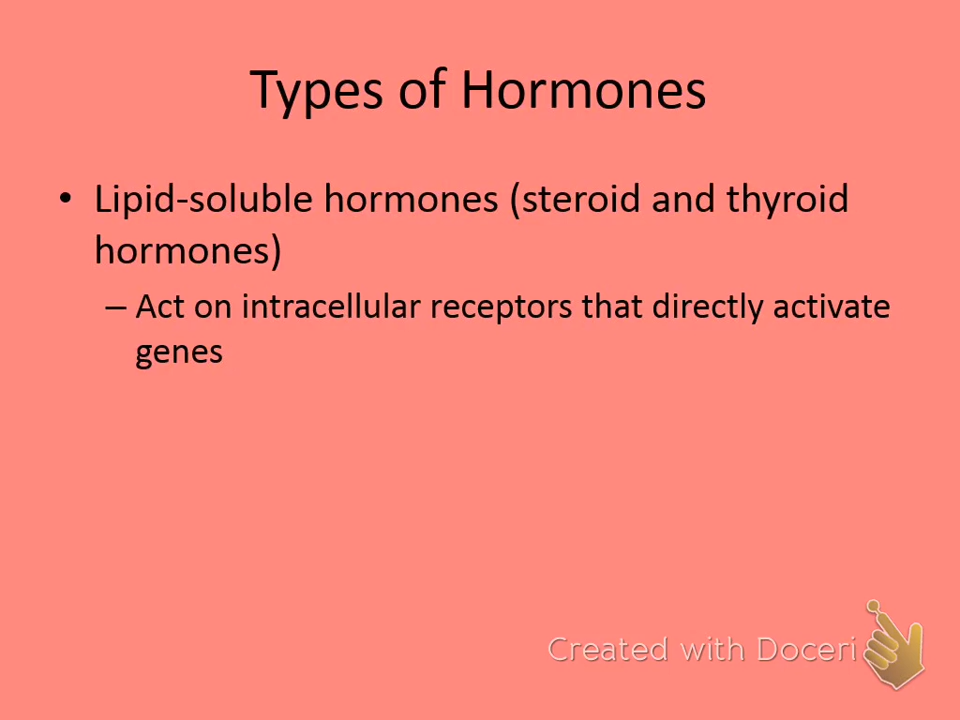 Types of Hormones
• Lipid-soluble hormones (steroid and thyroid
hormones)
– Act on intracellular receptors that directly activate
genes
Created with Doceri